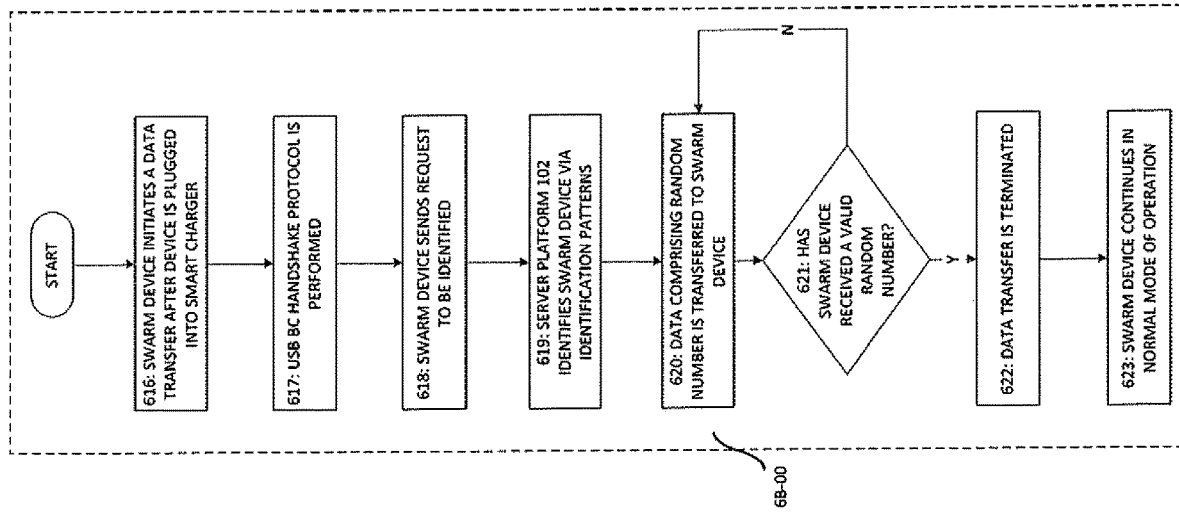 START
616: SWARM DEVICE INITIATES A DATA
TRANSFER AFTER DEVICE IS PLUGGED
INTO SMART CHARGER
617: USB BC HANDSHAKE PROTOCOL IS
PERFORMED
618: SWARM DEVICE SENDS REQUEST
TO BE IDENTIFIED
619: SERVER PLATFORM 102
IDENTIFIES SWARM DEVICE VIA
IDENTIFICATION PATTERNS
620: DATA COMPRISING RANDOM
NUMBER IS TRANSFERRED TO SWARM
DEVICE
621: HAS
SWARM DEVICE
RECEIVED A VALID
RANDOM
NUMBER?
N
Y
622: DATA TRANSFER IS TERMINATED
623: SWARM DEVICE CONTINUES IN
NORMAL MODE OF OPERATION
6B-00